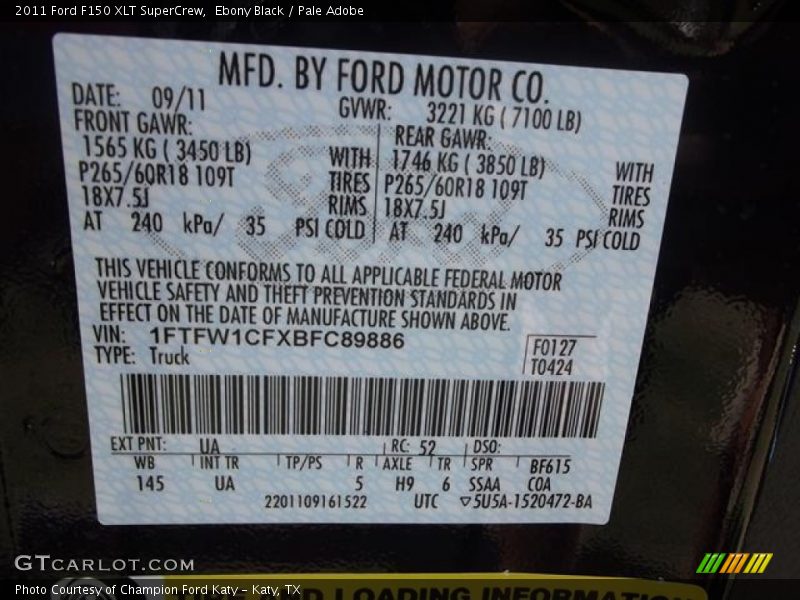 2011 Ford F150 XLT SuperCrew, Ebony Black / Pale Adobe
MFD. BY FORD MOTOR CO.
DATE: 09/11
GVWR: 3221 KG ( 7100 LB)
FRONT GAWR:
1565 KG ( 3450 LB)
P265/60R18 109T
18X7.5J
WITH
TIRES
RIMS
AT 240 kPa/ 35 PSI COLD
REAR GAWR:
1746 KG ( 3850 LB)
P265/60R18 109T
18X7.5J
WITH
TIRES
RIMS
AT 240 kPa/ 35 PSI COLD
THIS VEHICLE CONFORMS TO ALL APPLICABLE FEDERAL MOTOR
VEHICLE SAFETY AND THEFT PREVENTION STANDARDS IN
EFFECT ON THE DATE OF MANUFACTURE SHOWN ABOVE.
VIN: 1FTFW1CFXBFC89886
TYPE: Truck
F0127
T0424
EXT PNT: UA RC: 52 DSO:
WB INT TR TP/PS R AXLE TR SPR BF615
145 UA 5 H9 6 SSAA COA
2201109161522 UTC ▽5U5A-1520472-BA
GTCARLOT.COM
Photo Courtesy of Champion Ford Katy - Katy, TX
AND LOADING INFORMATION